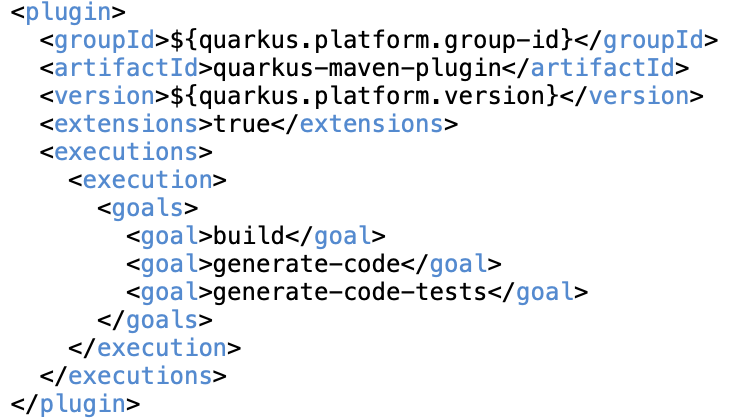 <plugin>
  <groupId>${quarkus.platform.group-id}</groupId>
  <artifactId>quarkus-maven-plugin</artifactId>
  <version>${quarkus.platform.version}</version>
  <extensions>true</extensions>
  <executions>
    <execution>
      <goals>
        <goal>build</goal>
        <goal>generate-code</goal>
        <goal>generate-code-tests</goal>
      </goals>
    </execution>
  </executions>
</plugin>